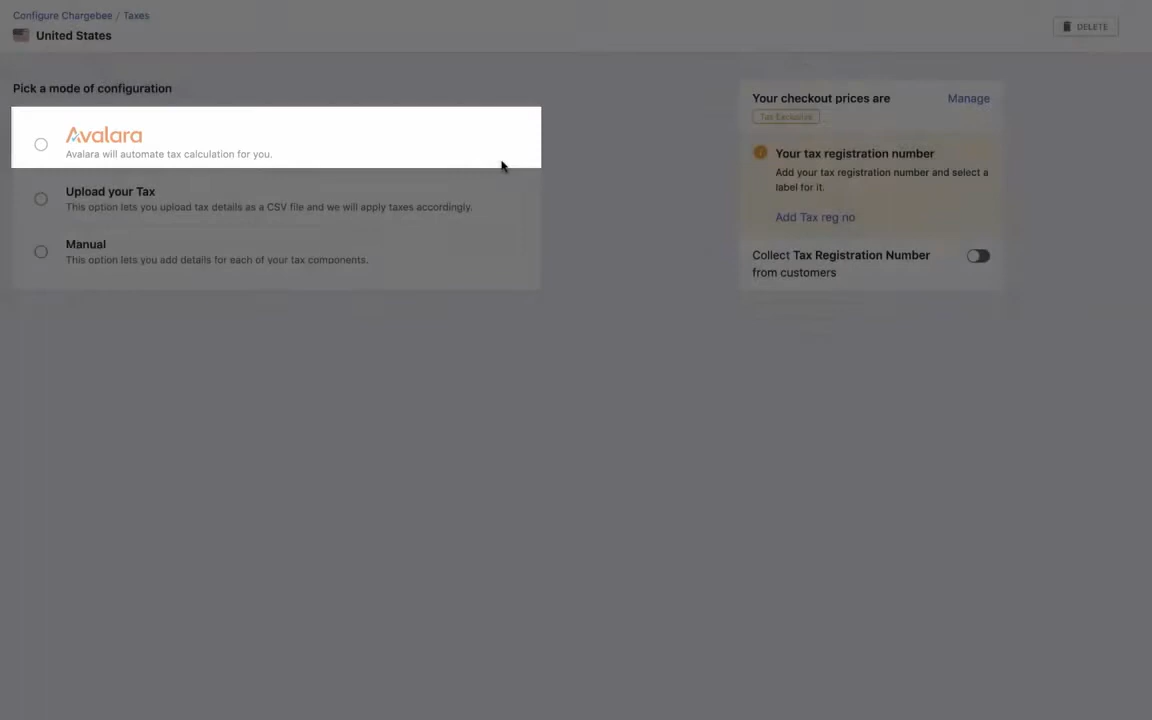 Configure Chargebee / Taxes
United States
DELETE
Pick a mode of configuration
Avalara
Avalara will automate tax calculation for you.
Upload your Tax
This option lets you upload tax details as a CSV file and we will apply taxes accordingly.
Manual
This option lets you add details for each of your tax components.
Your checkout prices are
Manage
Tax Exclusive
Your tax registration number
Add your tax registration number and select a
label for it.
Add Tax reg no
Collect Tax Registration Number
from customers